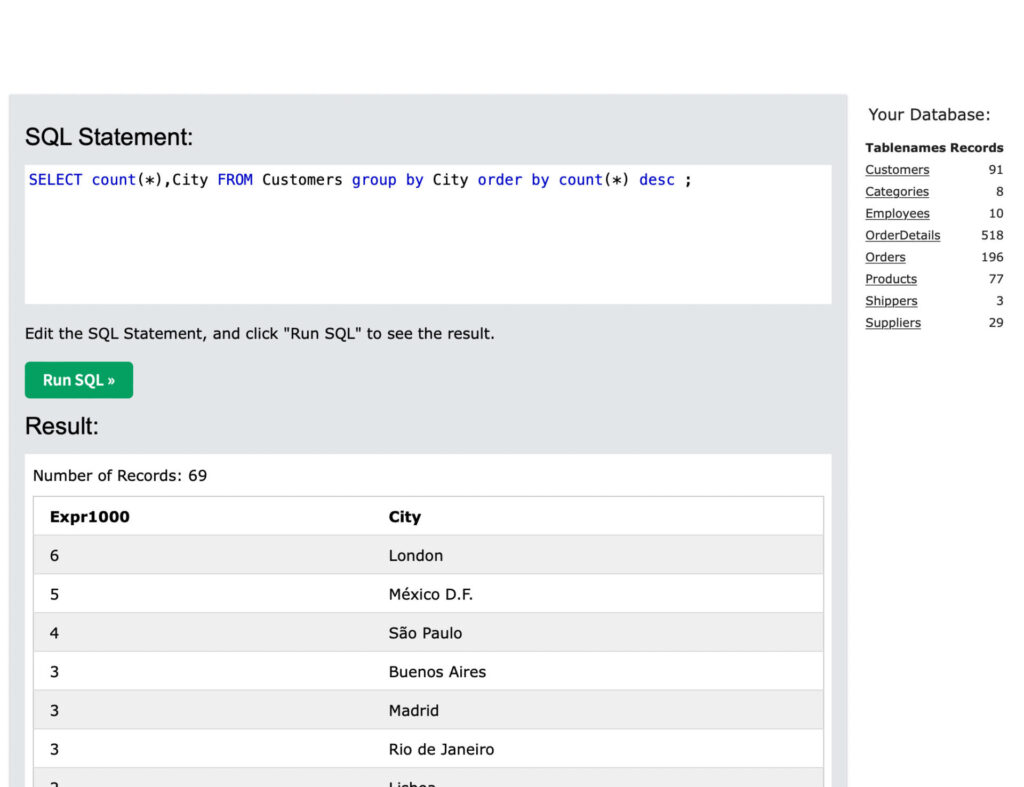 SQL Statement:
SELECT count(*),City FROM Customers group by City order by count(*) desc ;
Edit the SQL Statement, and click "Run SQL" to see the result.
Run SQL »
Result:
Number of Records: 69
Expr1000 City
6 London
5 México D.F.
4 São Paulo
3 Buenos Aires
3 Madrid
3 Rio de Janeiro
Your Database:
Tablenames Records
Customers 91
Categories 8
Employees 10
OrderDetails 518
Orders 196
Products 77
Shippers 3
Suppliers 29